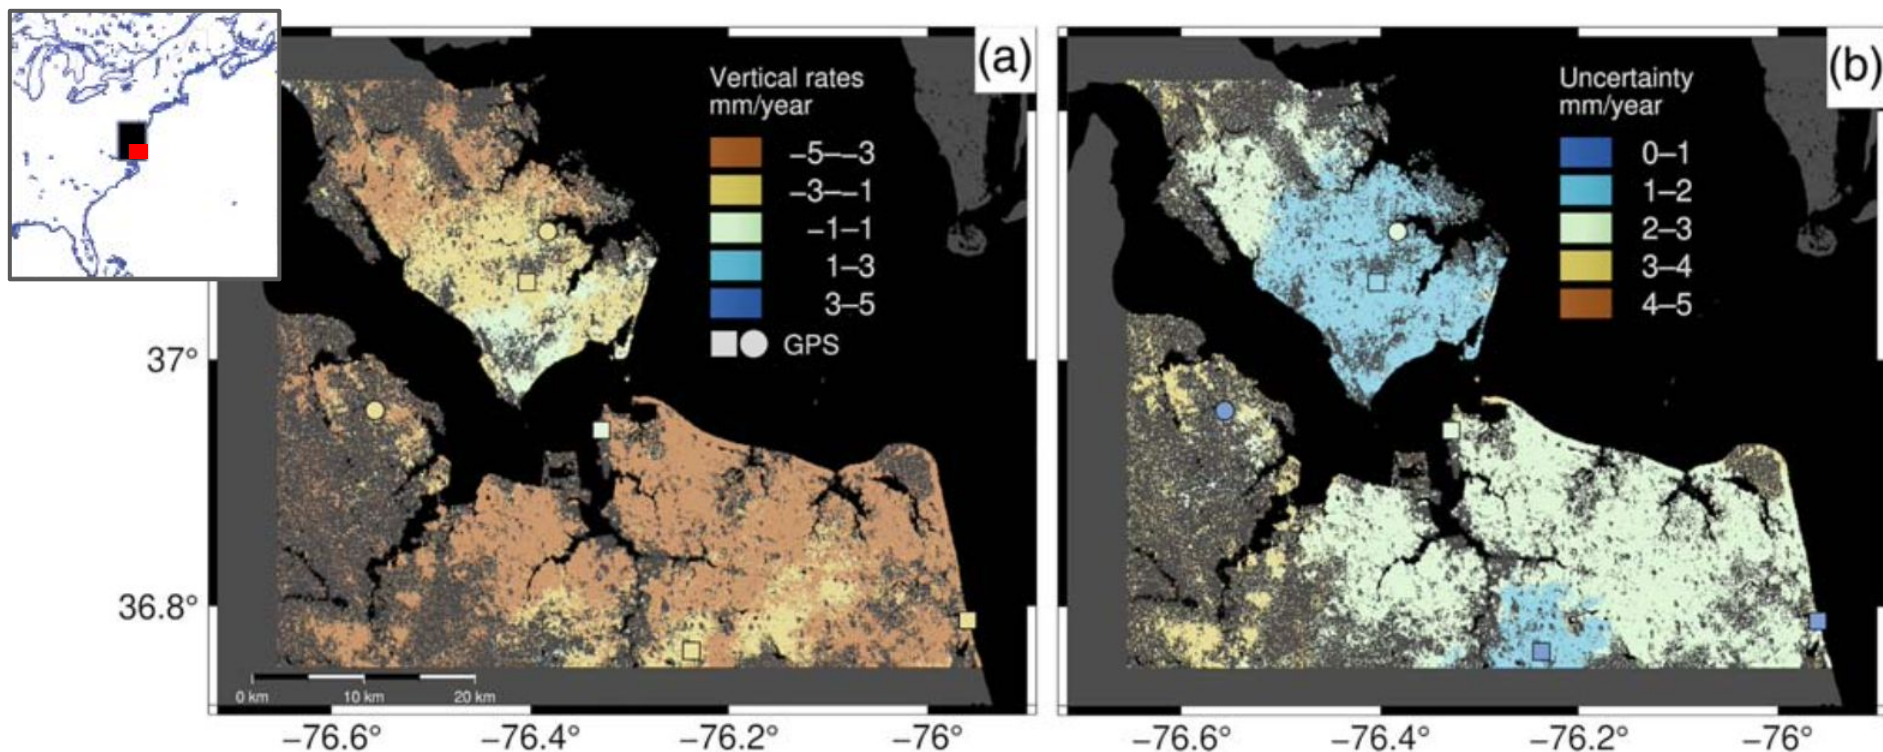 (a)
Vertical rates
mm/year
−5–−3
−3–−1
−1–1
1–3
3–5
GPS
37°
36.8°
0 km 10 km 20 km
−76.6° −76.4° −76.2° −76°
(b)
Uncertainty
mm/year
0–1
1–2
2–3
3–4
4–5
−76.6° −76.4° −76.2° −76°